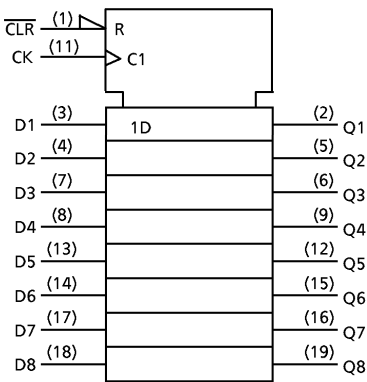 C̅L̅R̅ (1) R
CK (11) C1
D1 (3) 1D (2) Q1
D2 (4) (5) Q2
D3 (7) (6) Q3
D4 (8) (9) Q4
D5 (13) (12) Q5
D6 (14) (15) Q6
D7 (17) (16) Q7
D8 (18) (19) Q8